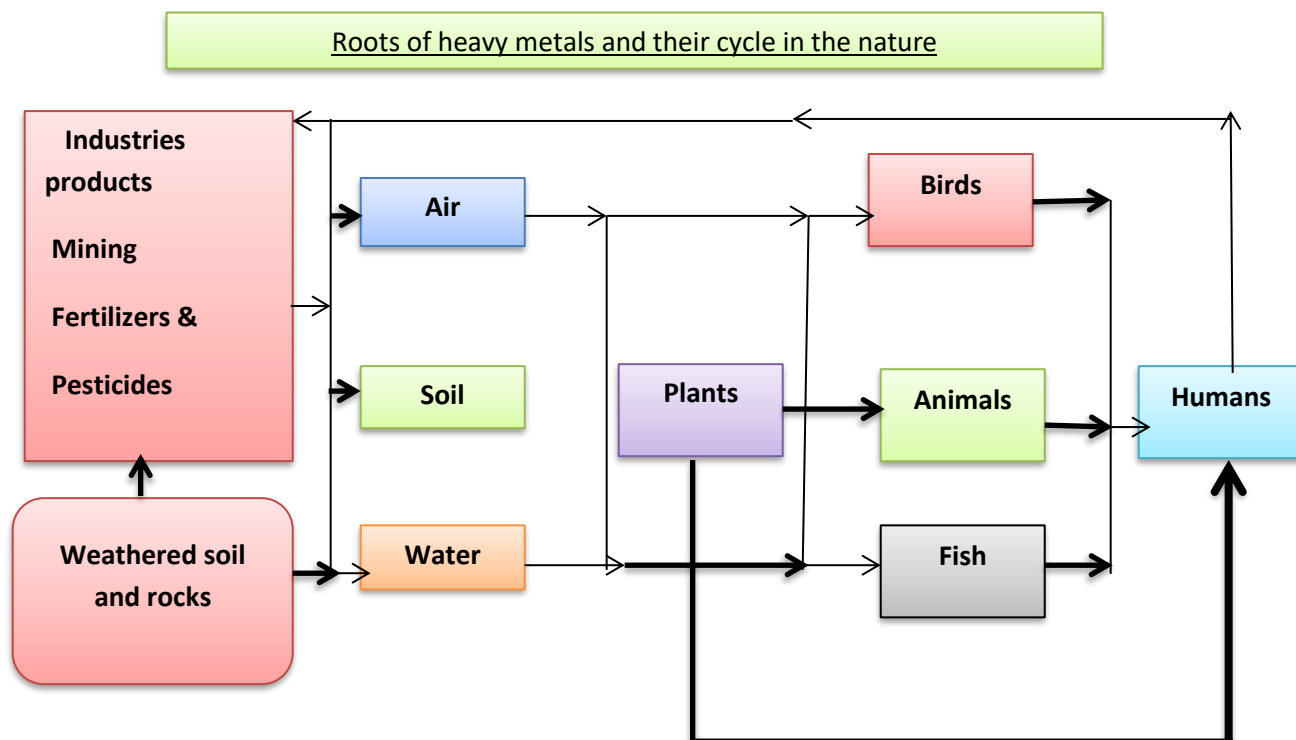 Roots of heavy metals and their cycle in the nature
Industries
products
Mining
Fertilizers &
Pesticides
Weathered soil
and rocks
Air
Soil
Water
Plants
Birds
Animals
Fish
Humans